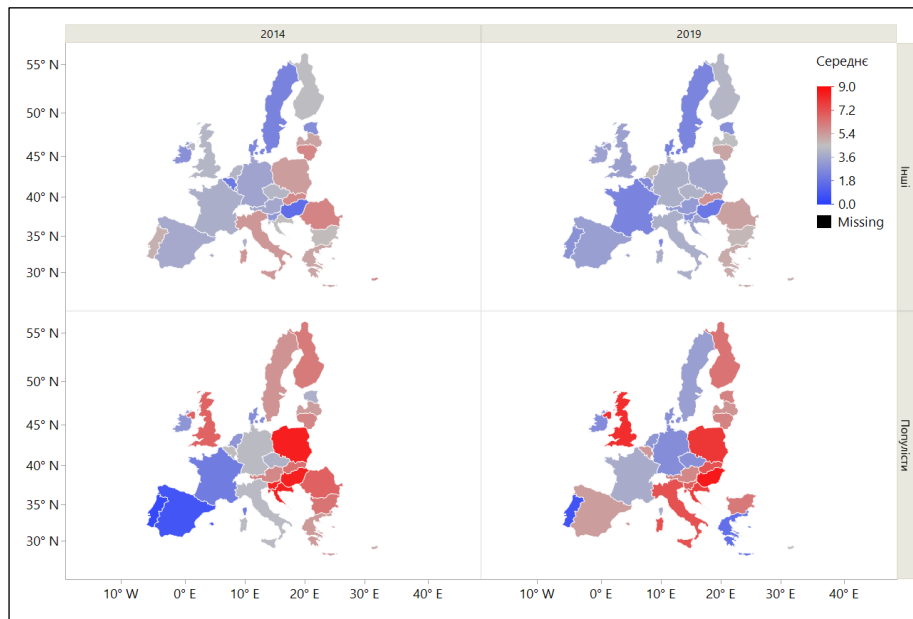 2014
2019
55° N
50° N
45° N
40° N
35° N
30° N
Середнє
9.0
7.2
5.4
3.6
1.8
0.0
Missing
Інші
55° N
50° N
45° N
40° N
35° N
30° N
Популісти
10° W
0° E
10° E
20° E
30° E
40° E
10° W
0° E
10° E
20° E
30° E
40° E